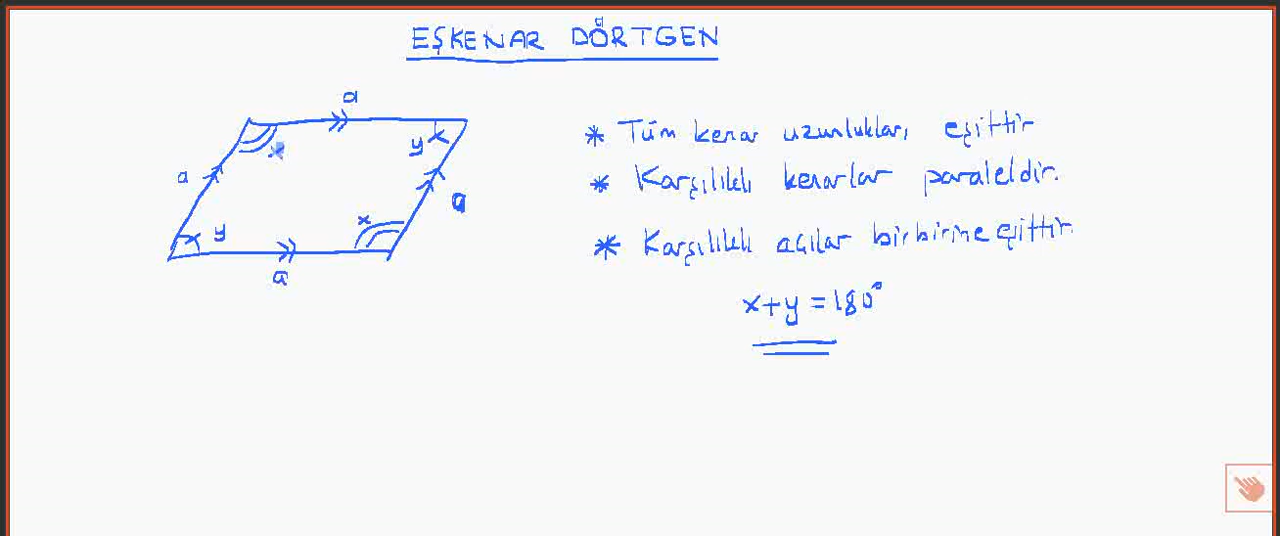 EŞKENAR DÖRTGEN
a
x
y
a
a
y
x
a
* Tüm kenar uzunlukları eşittir
* Karşılıklı kenarlar paraleldir.
* Karşılıklı açılar birbirine eşittir.
x+y=180°